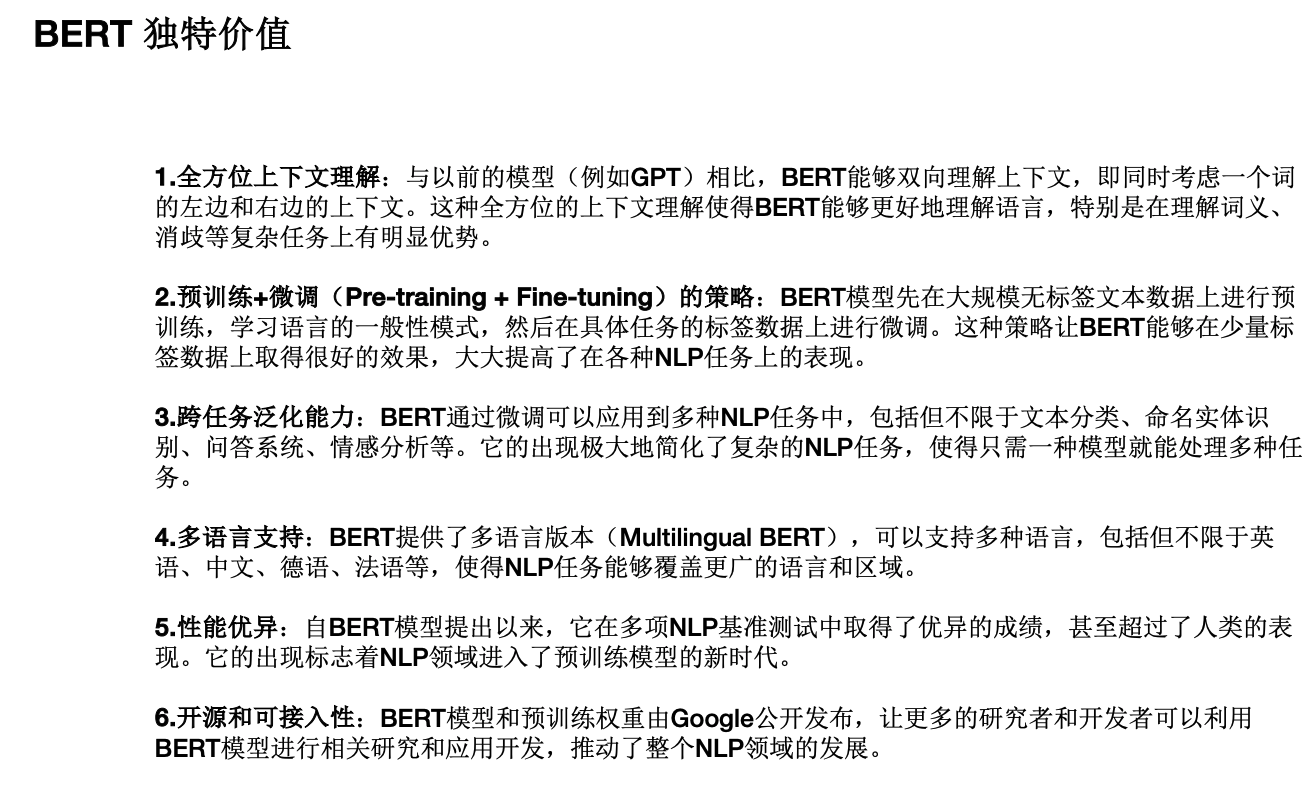 BERT 独特价值
1.全方位上下文理解：与以前的模型（例如GPT）相比，BERT能够双向理解上下文，即同时考虑一个词
的左边和右边的上下文。这种全方位的上下文理解使得BERT能够更好地理解语言，特别是在理解词义、
消歧等复杂任务上有明显优势。
2.预训练+微调（Pre-training + Fine-tuning）的策略：BERT模型先在大规模无标签文本数据上进行预
训练，学习语言的一般性模式，然后在具体任务的标签数据上进行微调。这种策略让BERT能够在少量标
签数据上取得很好的效果，大大提高了在各种NLP任务上的表现。
3.跨任务泛化能力：BERT通过微调可以应用到多种NLP任务中，包括但不限于文本分类、命名实体识
别、问答系统、情感分析等。它的出现极大地简化了复杂的NLP任务，使得只需一种模型就能处理多种任
务。
4.多语言支持：BERT提供了多语言版本（Multilingual BERT），可以支持多种语言，包括但不限于英
语、中文、德语、法语等，使得NLP任务能够覆盖更广的语言和区域。
5.性能优异：自BERT模型提出以来，它在多项NLP基准测试中取得了优异的成绩，甚至超过了人类的表
现。它的出现标志着NLP领域进入了预训练模型的新时代。
6.开源和可接入性：BERT模型和预训练权重由Google公开发布，让更多的研究者和开发者可以利用
BERT模型进行相关研究和应用开发，推动了整个NLP领域的发展。